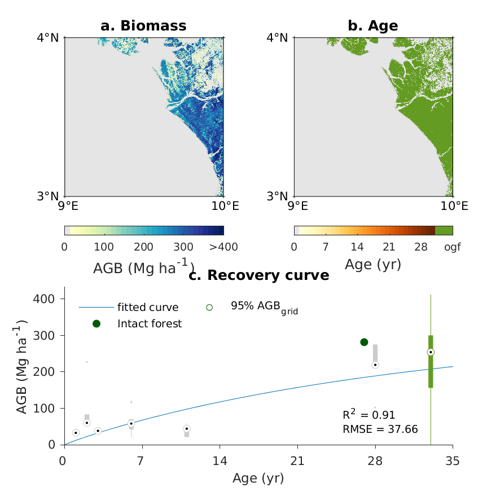 a. Biomass
b. Age
4°N
4°N
3°N
3°N
9°E
10°E
9°E
10°E
0 100 200 300 >400
0 7 14 21 28 ogf
AGB (Mg ha⁻¹)
Age (yr)
c. Recovery curve
fitted curve
95% AGB_grid
Intact forest
400
300
200
100
0
AGB (Mg ha⁻¹)
R² = 0.91
RMSE = 37.66
0 7 14 21 28 35
Age (yr)